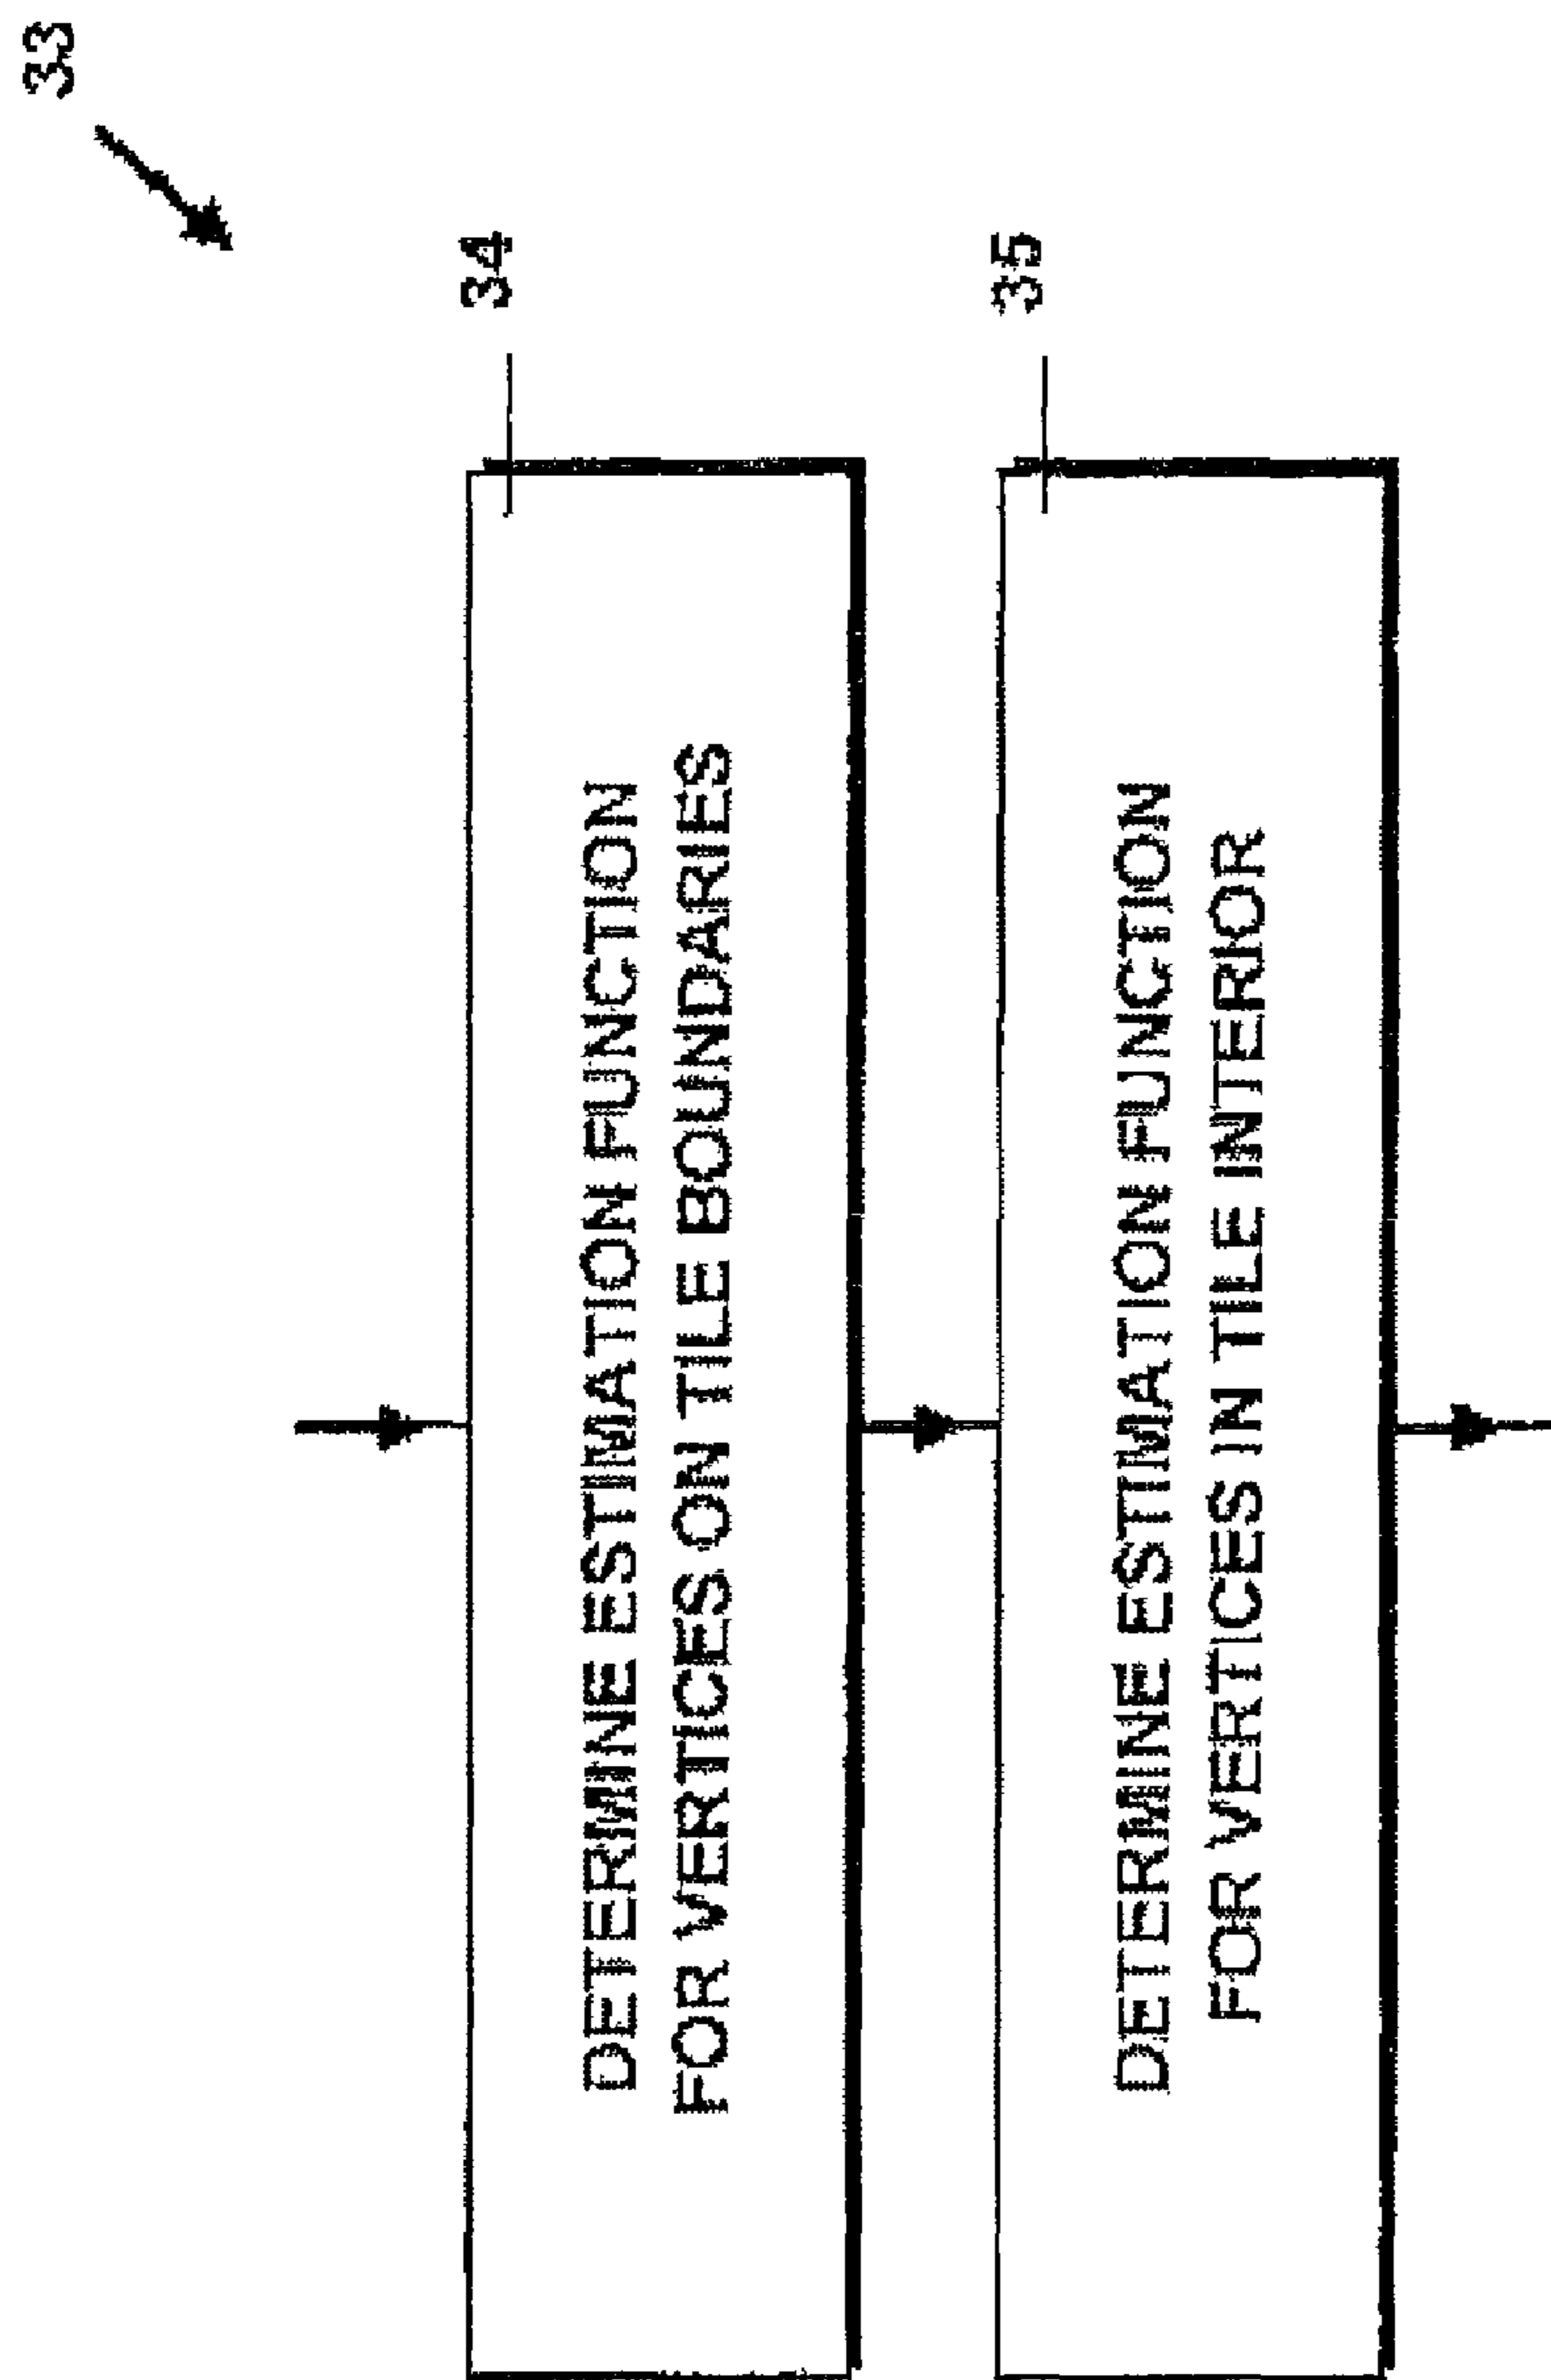 33
34
DETERMINE ESTIMATION FUNCTION
FOR VERTICES ON TILE BOUNDARIES
35
DETERMINE ESTIMATION FUNCTION
FOR VERTICES IN TILE INTERIOR